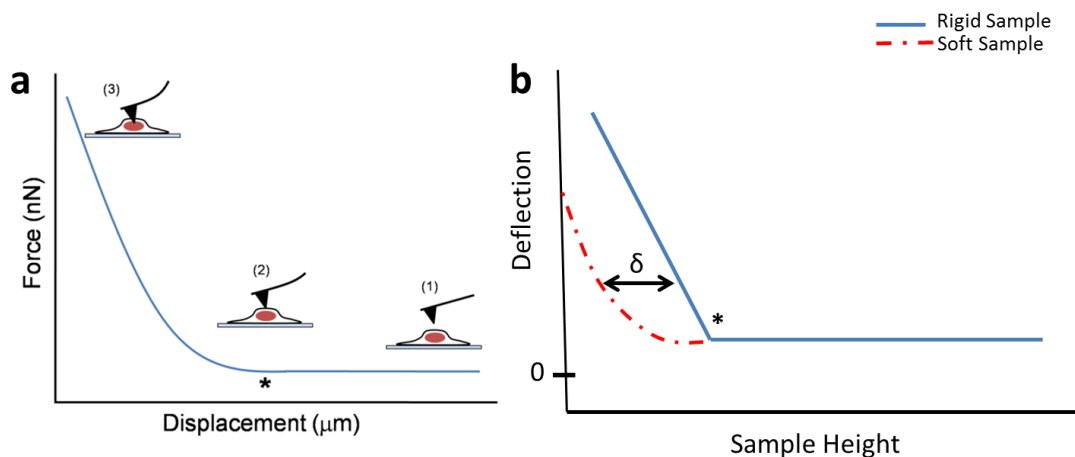 a
(3)
(2)
(1)
*
Force (nN)
Displacement (μm)
Rigid Sample
Soft Sample
b
δ
*
0
Deflection
Sample Height